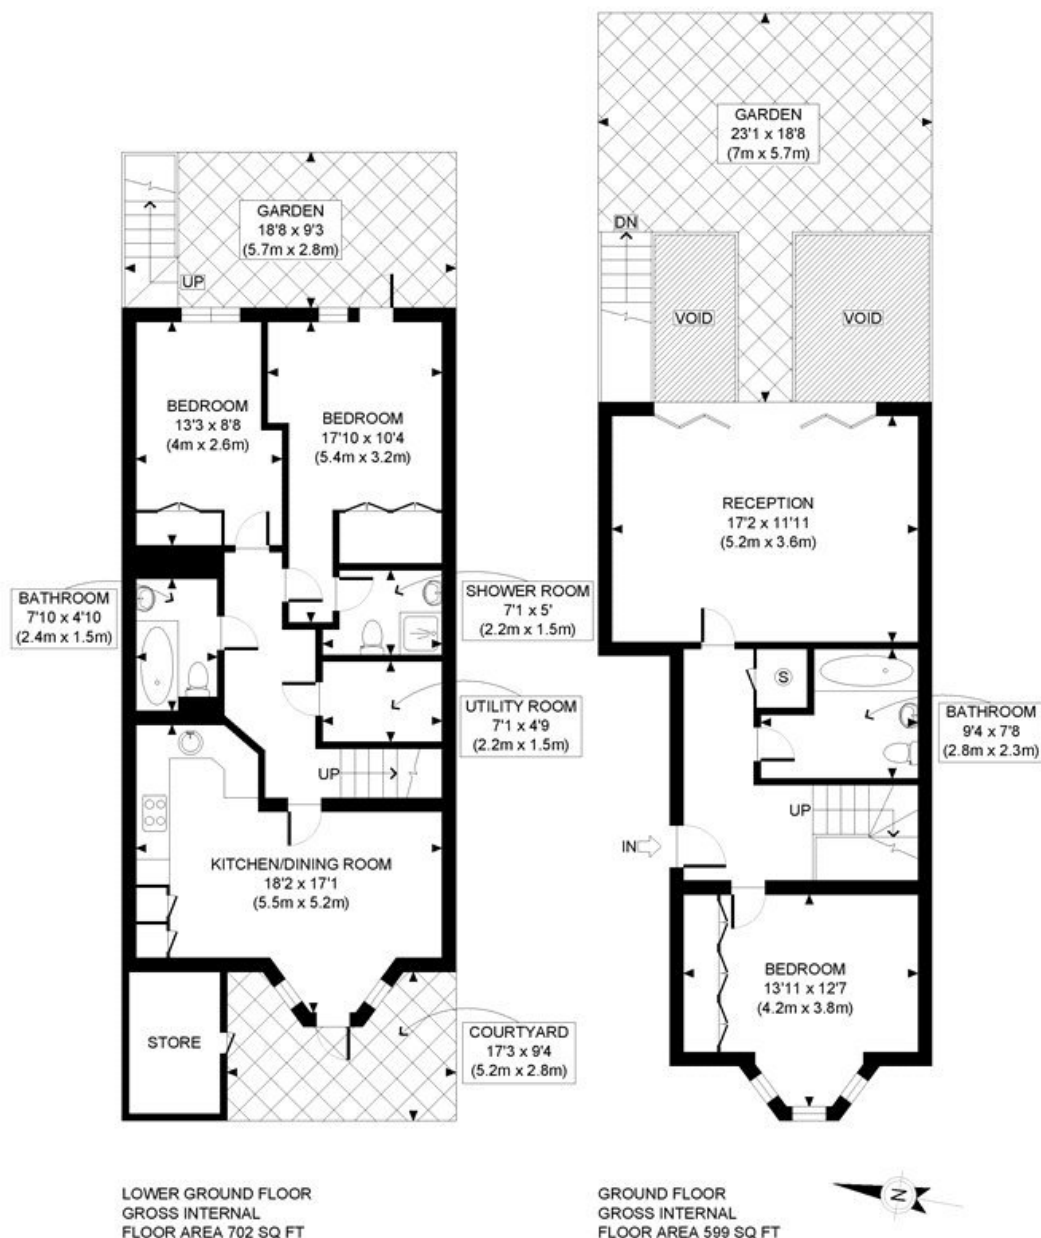 GARDEN
18'8 x 9'3
(5.7m x 2.8m)
UP
BEDROOM
13'3 x 8'8
(4m x 2.6m)
BEDROOM
17'10 x 10'4
(5.4m x 3.2m)
BATHROOM
7'10 x 4'10
(2.4m x 1.5m)
SHOWER ROOM
7'1 x 5'
(2.2m x 1.5m)
UTILITY ROOM
7'1 x 4'9
(2.2m x 1.5m)
UP
KITCHEN/DINING ROOM
18'2 x 17'1
(5.5m x 5.2m)
STORE
COURTYARD
17'3 x 9'4
(5.2m x 2.8m)
LOWER GROUND FLOOR
GROSS INTERNAL
FLOOR AREA 702 SQ FT
GARDEN
23'1 x 18'8
(7m x 5.7m)
DN
VOID
VOID
RECEPTION
17'2 x 11'11
(5.2m x 3.6m)
S
BATHROOM
9'4 x 7'8
(2.8m x 2.3m)
UP
IN
BEDROOM
13'11 x 12'7
(4.2m x 3.8m)
GROUND FLOOR
GROSS INTERNAL
FLOOR AREA 599 SQ FT
N